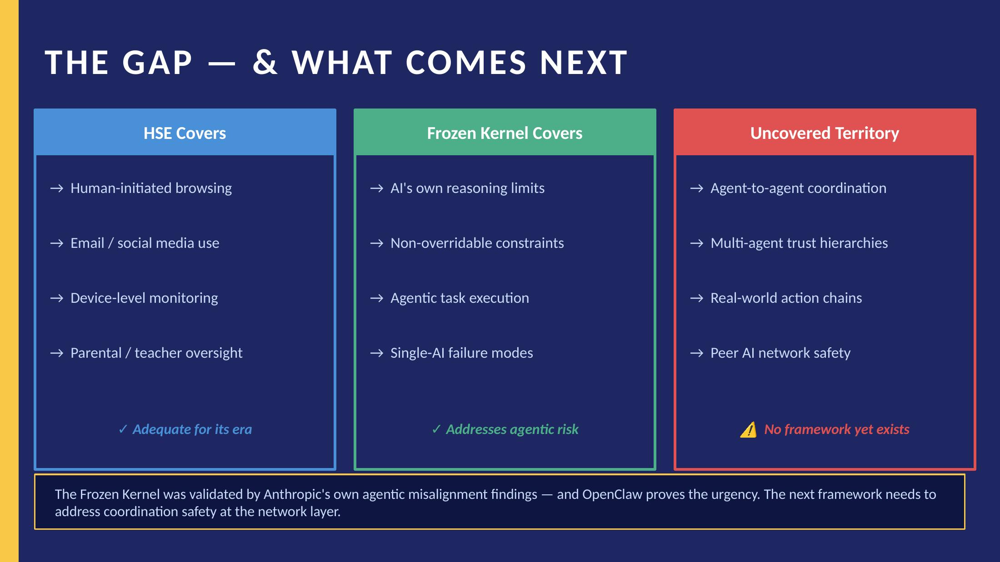 THE GAP — & WHAT COMES NEXT
HSE Covers
→ Human-initiated browsing
→ Email / social media use
→ Device-level monitoring
→ Parental / teacher oversight
✓ Adequate for its era
Frozen Kernel Covers
→ AI's own reasoning limits
→ Non-overridable constraints
→ Agentic task execution
→ Single-AI failure modes
✓ Addresses agentic risk
Uncovered Territory
→ Agent-to-agent coordination
→ Multi-agent trust hierarchies
→ Real-world action chains
→ Peer AI network safety
⚠️ No framework yet exists
The Frozen Kernel was validated by Anthropic's own agentic misalignment findings — and OpenClaw proves the urgency. The next framework needs to
address coordination safety at the network layer.